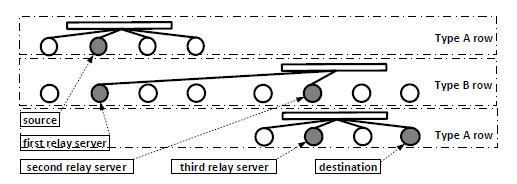 Type A row
Type B row
source
first relay server
Type A row
second relay server
third relay server
destination